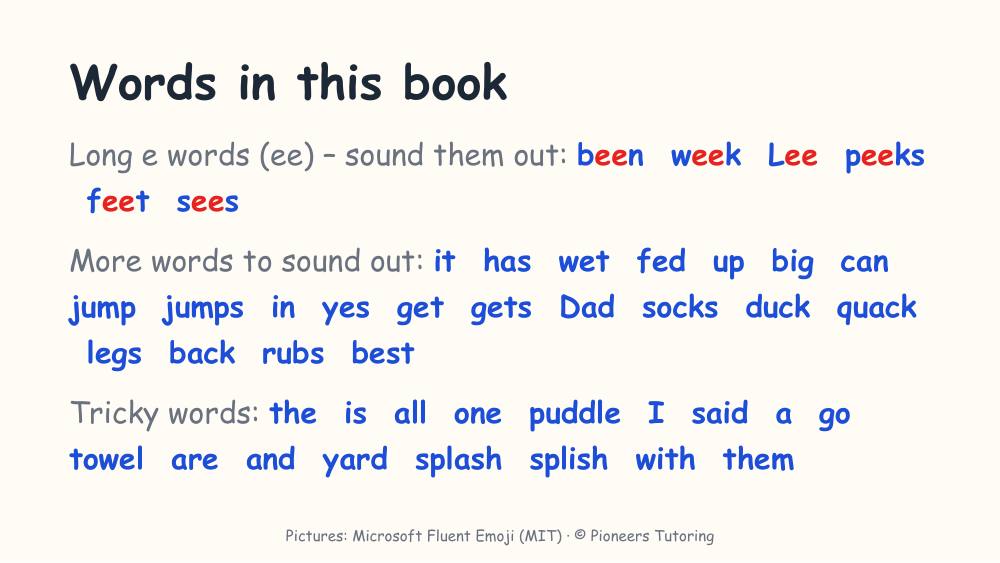 Words in this book
Long e words (ee) – sound them out: been week Lee peeks
feet sees
More words to sound out: it has wet fed up big can
jump jumps in yes get gets Dad socks duck quack
legs back rubs best
Tricky words: the is all one puddle I said a go
towel are and yard splash splish with them
Pictures: Microsoft Fluent Emoji (MIT) · © Pioneers Tutoring